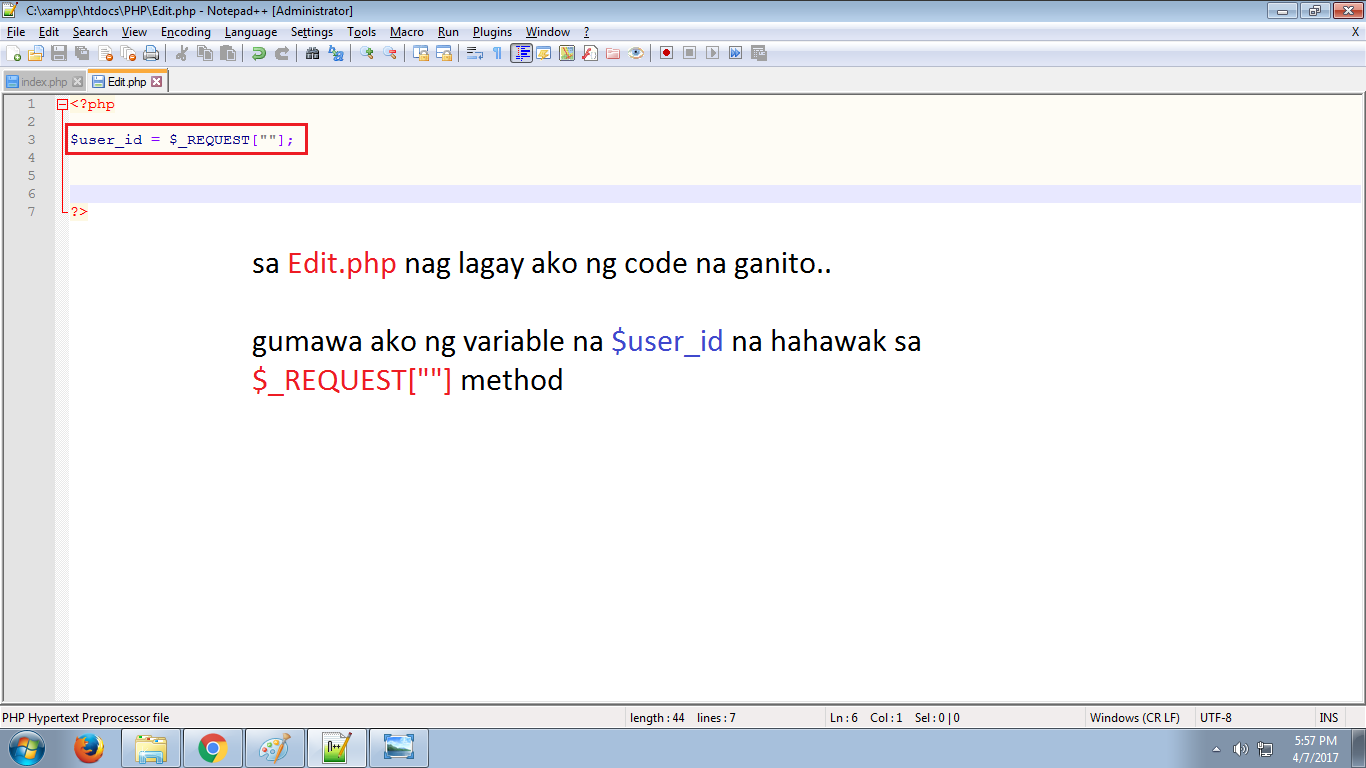 C:\xampp\htdocs\PHP\Edit.php - Notepad++ [Administrator]
File Edit Search View Encoding Language Settings Tools Macro Run Plugins Window ? X
index.php Edit.php
1 <?php
2
3 $user_id = $_REQUEST[""];
4
5
6
7 ?>
sa Edit.php nag lagay ako ng code na ganito..
gumawa ako ng variable na $user_id na hahawak sa
$_REQUEST[""] method
PHP Hypertext Preprocessor file length : 44 lines : 7 Ln : 6 Col : 1 Sel : 0 | 0 Windows (CR LF) UTF-8 INS
5:57 PM
4/7/2017